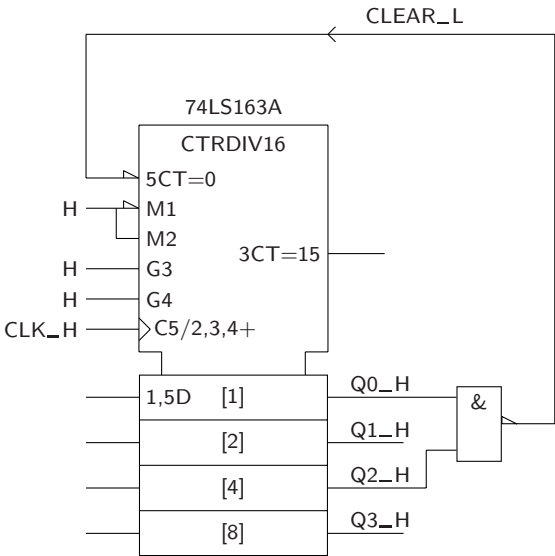 CLEAR_L
74LS163A
CTRDIV16
5CT=0
H M1
M2
3CT=15
H G3
H G4
CLK_H C5/2,3,4+
1,5D [1] Q0_H &
[2] Q1_H
[4] Q2_H
[8] Q3_H